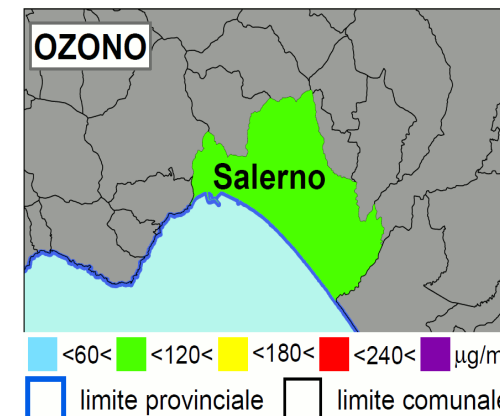 OZONO
Salerno
<60< <120< <180< <240< µg/m
limite provinciale limite comunale